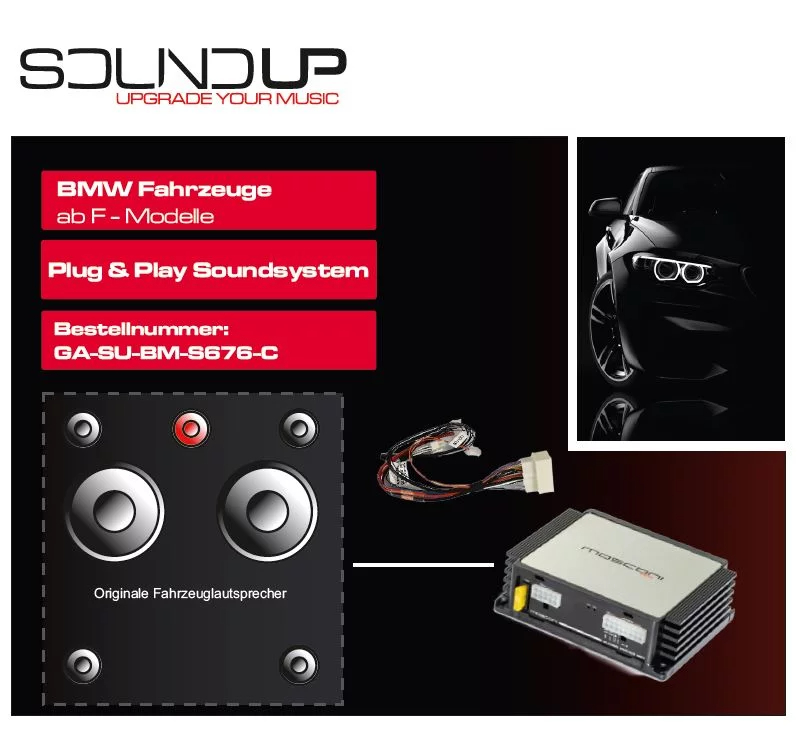 SOUNDUP
UPGRADE YOUR MUSIC
BMW Fahrzeuge
ab F - Modelle
Plug & Play Soundsystem
Bestellnummer:
GA-SU-BM-S676-C
Originale Fahrzeuglautsprecher
mosconi